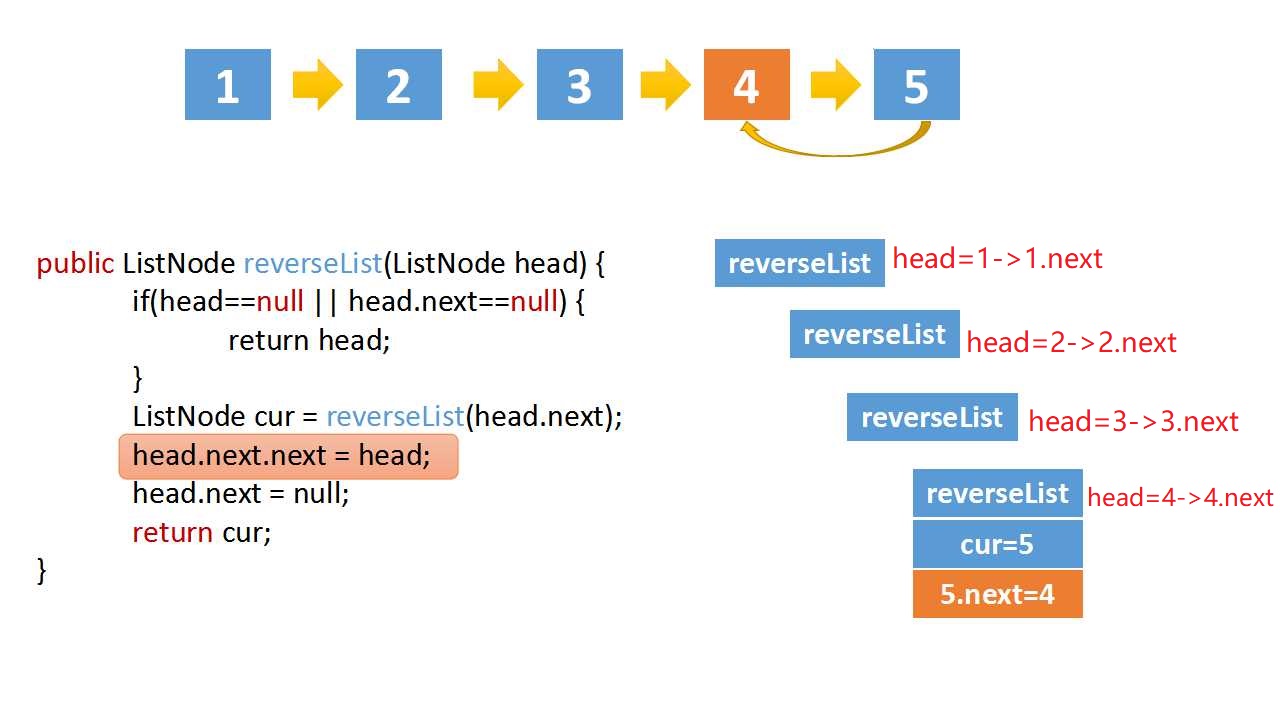 1 2 3 4 5
public ListNode reverseList(ListNode head) {
if(head==null || head.next==null) {
return head;
}
ListNode cur = reverseList(head.next);
head.next.next = head;
head.next = null;
return cur;
}
reverseList head=1->1.next
reverseList head=2->2.next
reverseList head=3->3.next
reverseList head=4->4.next
cur=5
5.next=4